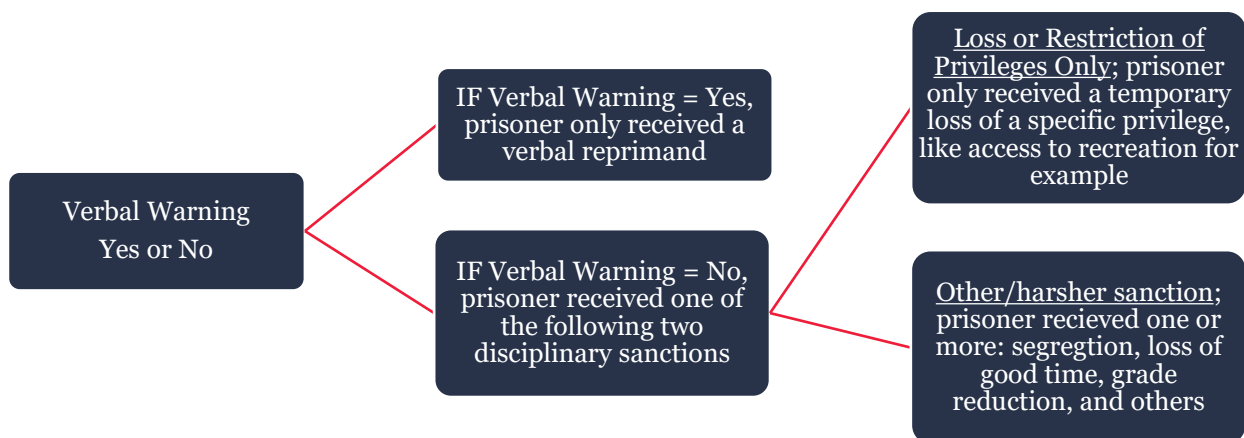 Verbal Warning
Yes or No
IF Verbal Warning = Yes,
prisoner only received a
verbal reprimand
IF Verbal Warning = No,
prisoner received one of
the following two
disciplinary sanctions
Loss or Restriction of
Privileges Only; prisoner
only received a temporary
loss of a specific privilege,
like access to recreation for
example
Other/harsher sanction;
prisoner recieved one or
more: segregtion, loss of
good time, grade
reduction, and others